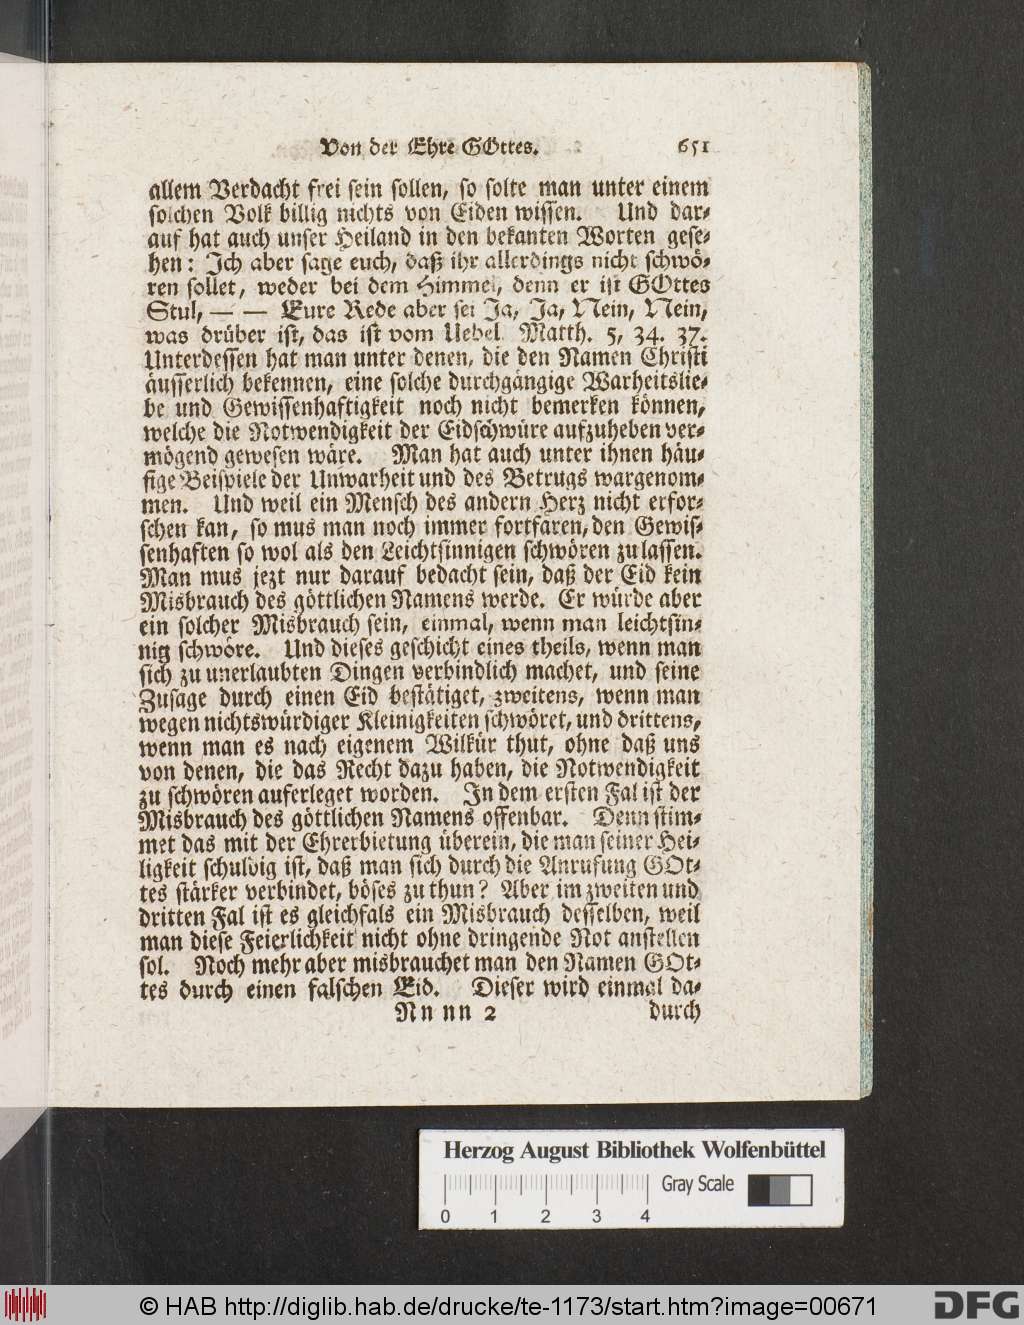 Von der Ehre GOttes. 651
allem Verdacht frei sein sollen, so solte man unter einem
solchen Volk billig nichts von Eiden wissen. Und dar-
auf hat auch unser Heiland in den bekanten Worten gese-
hen: Ich aber sage euch, daß ihr allerdings nicht schwö-
ren sollet, weder bei dem Himmel, denn er ist GOttes
Stul, — — Eure Rede aber sei Ja, Ja, Nein, Nein,
was drüber ist, das ist vom Uebel. Matth. 5, 34. 37.
Unterdessen hat man unter denen, die den Namen Christi
äusserlich bekennen, eine solche durchgängige Warheitslie-
be und Gewissenhaftigkeit noch nicht bemerken können,
welche die Notwendigkeit der Eidschwüre aufzuheben ver-
mögend gewesen wäre. Man hat auch unter ihnen häu-
fige Beispiele der Unwarheit und des Betrugs wargenom-
men. Und weil ein Mensch des andern Herz nicht erfor-
schen kan, so mus man noch immer fortfaren, den Gewis-
senhaften so wol als den Leichtsinnigen schwören zu lassen.
Man mus jezt nur darauf bedacht sein, daß der Eid kein
Misbrauch des göttlichen Namens werde. Er würde aber
ein solcher Misbrauch sein, einmal, wenn man leichtsin-
nig schwöre. Und dieses geschicht eines theils, wenn man
sich zu unerlaubten Dingen verbindlich machet, und seine
Zusage durch einen Eid bestätiget, zweitens, wenn man
wegen nichtswürdiger Kleinigkeiten schwöret, und drittens,
wenn man es nach eigenem Wilkür thut, ohne daß uns
von denen, die das Recht dazu haben, die Notwendigkeit
zu schwören auferleget worden. In dem ersten Fal ist der
Misbrauch des göttlichen Namens offenbar. Denn stim-
met das mit der Ehrerbietung überein, die man seiner Hei-
ligkeit schuldig ist, daß man sich durch die Anrufung GOt-
tes stärker verbindet, böses zu thun? Aber im zweiten und
dritten Fal ist es gleichfals ein Misbrauch desselben, weil
man diese Feierlichkeit nicht ohne dringende Not anstellen
sol. Noch mehr aber misbrauchet man den Namen GOt-
tes durch einen falschen Eid. Dieser wird einmal da-
Nn nn 2 durch
Herzog August Bibliothek Wolfenbüttel
Gray Scale
0 1 2 3 4
© HAB http://diglib.hab.de/drucke/te-1173/start.htm?image=00671
DFG